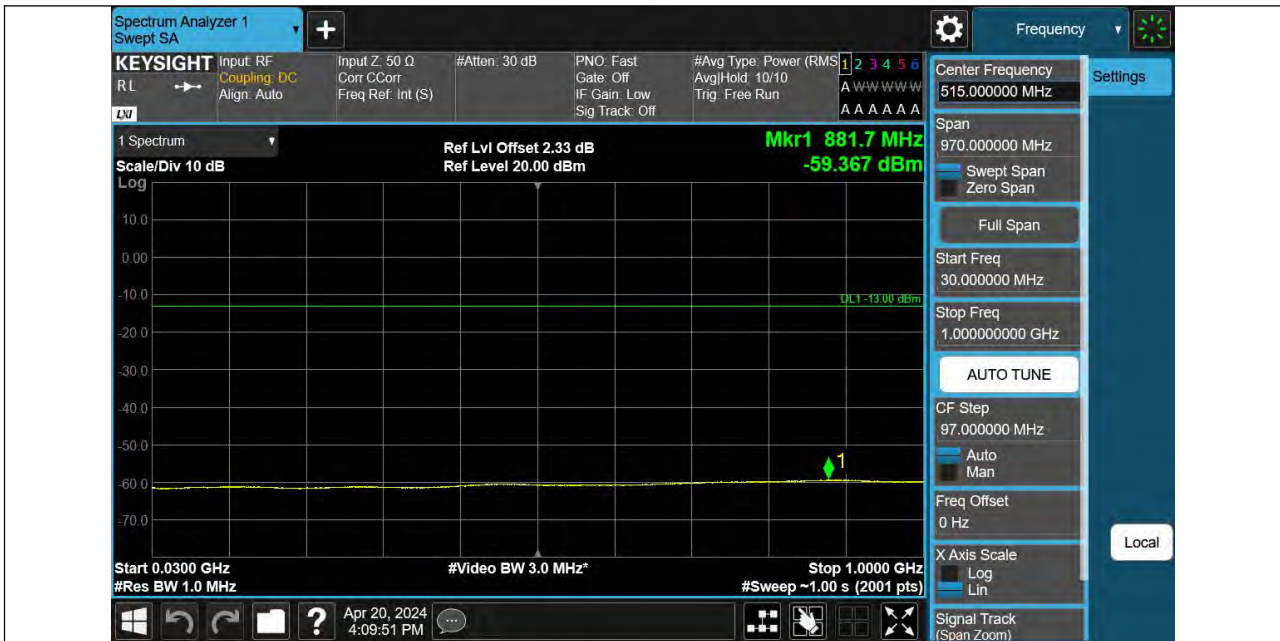 Spectrum Analyzer 1
Swept SA
+
Frequency
KEYSIGHT
RL
LXI
Input: RF
Coupling: DC
Align: Auto
Input Z: 50 Ω
Corr CCorr
Freq Ref: Int (S)
#Atten: 30 dB
PNO: Fast
Gate: Off
IF Gain: Low
Sig Track: Off
#Avg Type: Power (RMS
Avg|Hold: 10/10
Trig: Free Run
1 2 3 4 5 6
A W W W W W
A A A A A A
1 Spectrum
Scale/Div 10 dB
Ref Lvl Offset 2.33 dB
Ref Level 20.00 dBm
Mkr1 881.7 MHz
-59.367 dBm
Log
10.0
0.00
-10.0
DL1 -13.00 dBm
-20.0
-30.0
-40.0
-50.0
1
-60.0
-70.0
Start 0.0300 GHz
#Res BW 1.0 MHz
#Video BW 3.0 MHz*
Stop 1.0000 GHz
#Sweep ~1.00 s (2001 pts)
?
Apr 20, 2024
4:09:51 PM
Center Frequency
515.000000 MHz
Span
970.000000 MHz
Swept Span
Zero Span
Full Span
Start Freq
30.000000 MHz
Stop Freq
1.000000000 GHz
AUTO TUNE
CF Step
97.000000 MHz
Auto
Man
Freq Offset
0 Hz
X Axis Scale
Log
Lin
Signal Track
(Span Zoom)
Settings
Local